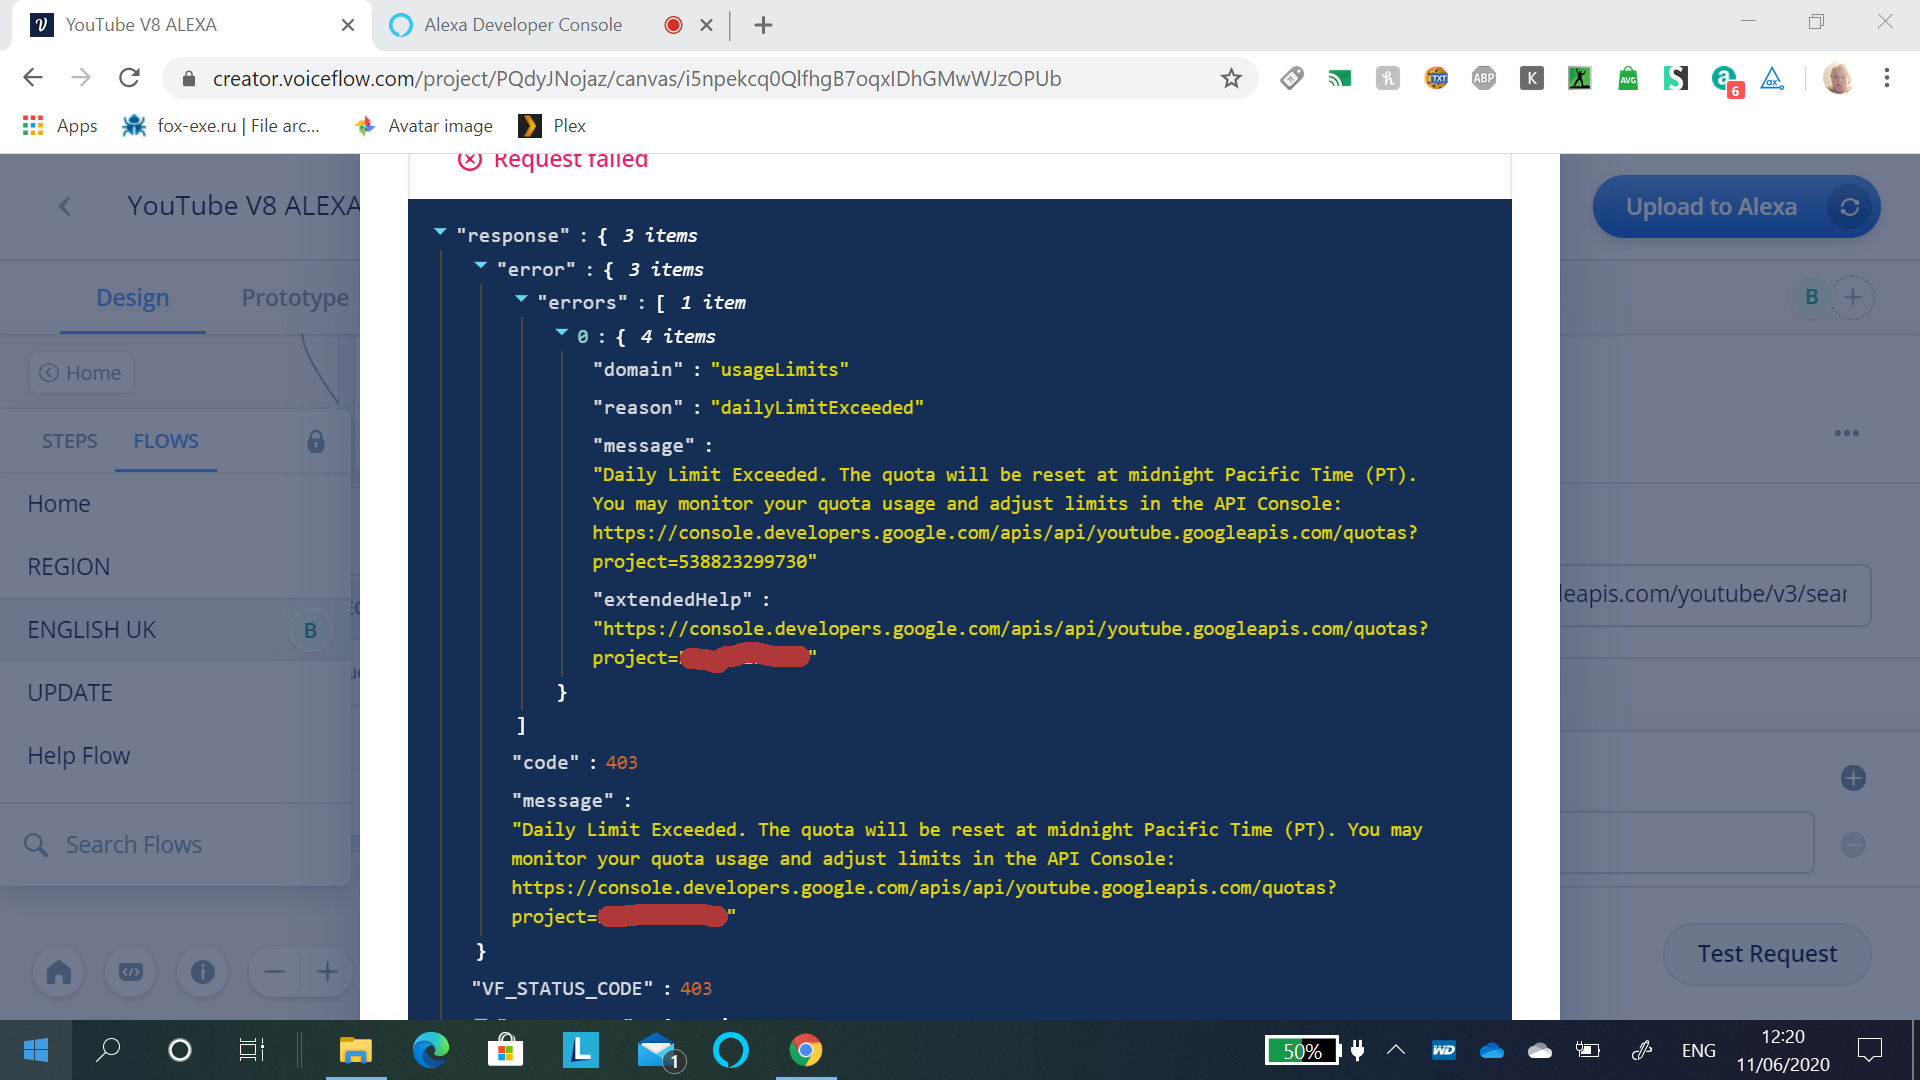 YouTube V8 ALEXA
Alexa Developer Console
creator.voiceflow.com/project/PQdyJNojaz/canvas/i5npekcq0QlfhgB7oqxIDhGMwWJzOPUb
TXT
ABP
K
AVG
6
ax
Apps
fox-exe.ru | File arc...
Avatar image
Plex
Request failed
YouTube V8 ALEXA
Upload to Alexa
Design
Prototype
B
Home
STEPS
FLOWS
Home
REGION
ENGLISH UK
B
UPDATE
Help Flow
Search Flows
"response" : { 3 items
"error" : { 3 items
"errors" : [ 1 item
0 : { 4 items
"domain" : "usageLimits"
"reason" : "dailyLimitExceeded"
"message" :
"Daily Limit Exceeded. The quota will be reset at midnight Pacific Time (PT).
You may monitor your quota usage and adjust limits in the API Console:
https://console.developers.google.com/apis/api/youtube.googleapis.com/quotas?
project=538823299730"
"extendedHelp" :
"https://console.developers.google.com/apis/api/youtube.googleapis.com/quotas?
project= "
}
]
"code" : 403
"message" :
"Daily Limit Exceeded. The quota will be reset at midnight Pacific Time (PT). You may
monitor your quota usage and adjust limits in the API Console:
https://console.developers.google.com/apis/api/youtube.googleapis.com/quotas?
project= "
}
"VF_STATUS_CODE" : 403
leapis.com/youtube/v3/sear
Test Request
L
1
50%
WD
ENG
12:20
11/06/2020